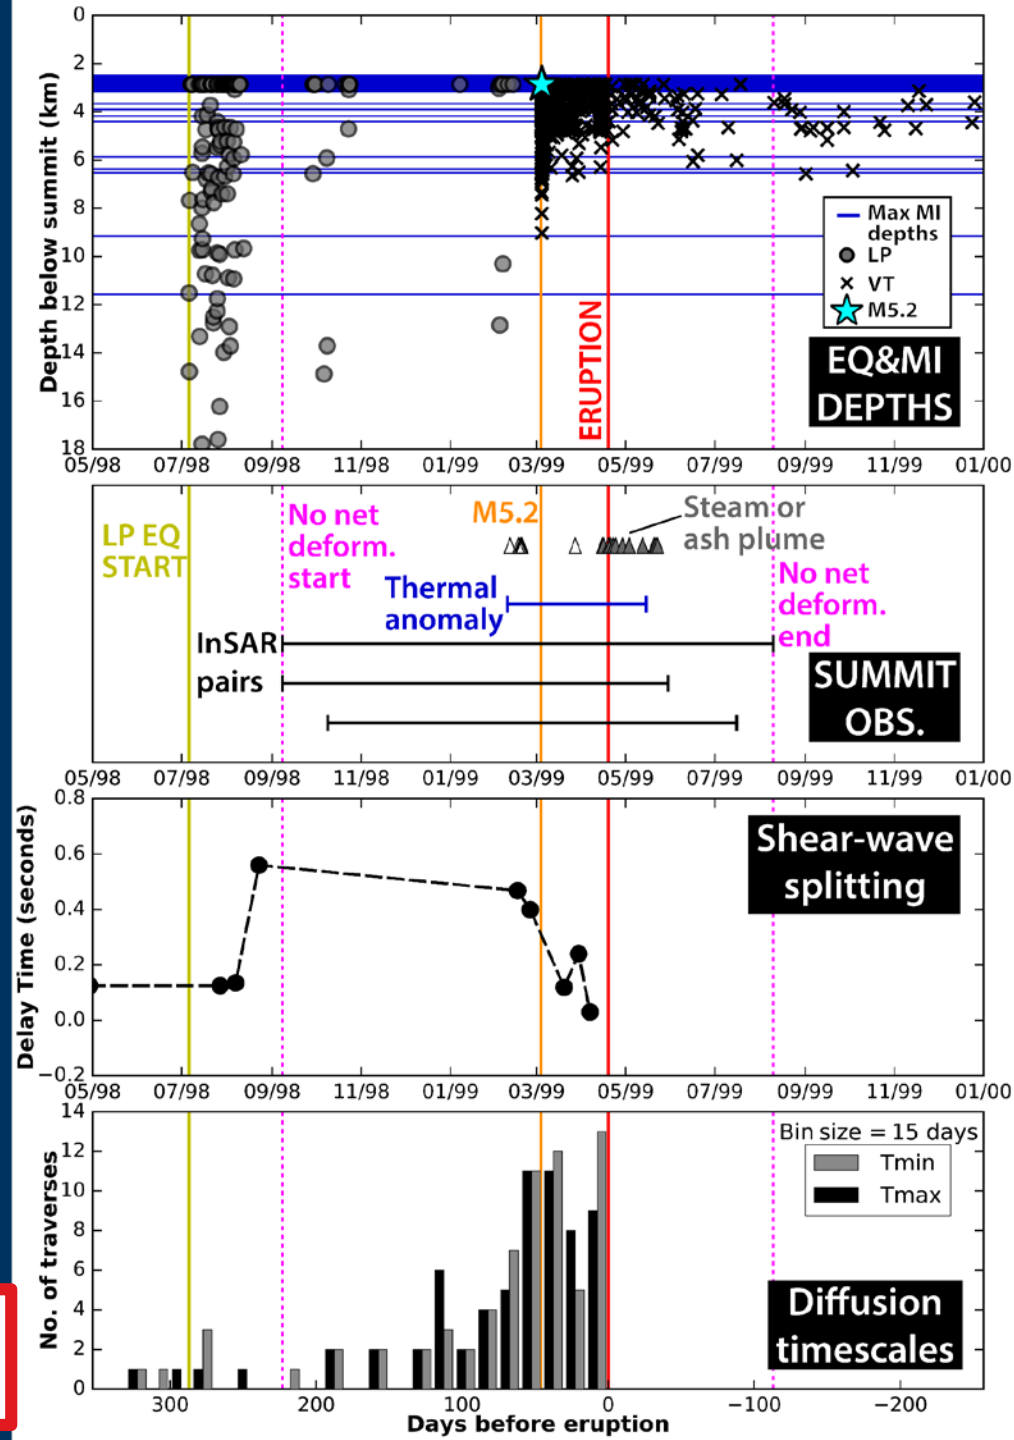 0
2
4
6
8
10
12
14
16
18
Depth below summit (km)
Max MI
depths
LP
VT
M5.2
ERUPTION
EQ&MI
DEPTHS
05/98 07/98 09/98 11/98 01/99 03/99 05/99 07/99 09/99 11/99 01/00
LP EQ
START
No net
deform.
start
M5.2
Steam or
ash plume
Thermal
anomaly
No net
deform.
end
InSAR
pairs
SUMMIT
OBS.
05/98 07/98 09/98 11/98 01/99 03/99 05/99 07/99 09/99 11/99 01/00
0.8
0.6
0.4
0.2
0.0
−0.2
Delay Time (seconds)
Shear-wave
splitting
05/98 07/98 09/98 11/98 01/99 03/99 05/99 07/99 09/99 11/99 01/00
14
12
10
8
6
4
2
0
No. of traverses
Bin size = 15 days
Tmin
Tmax
Diffusion
timescales
300 200 100 0 −100 −200
Days before eruption